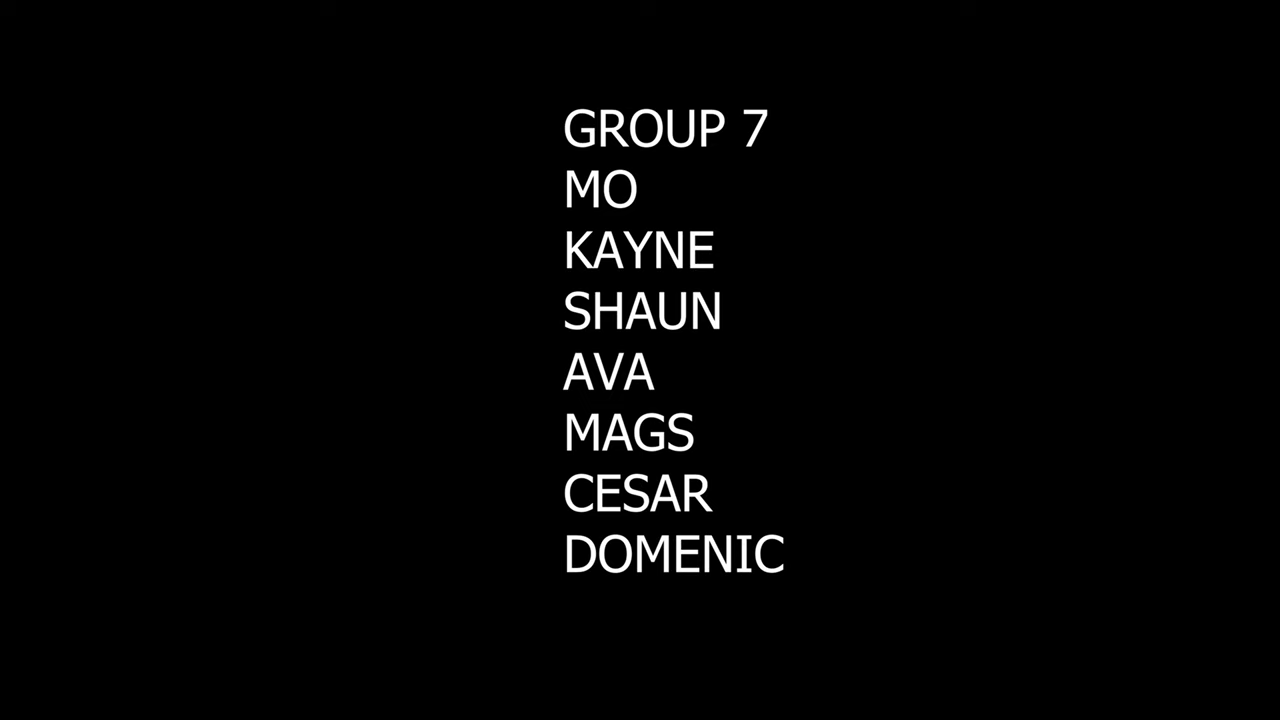 GROUP 7
MO
KAYNE
SHAUN
AVA
MAGS
CESAR
DOMENIC